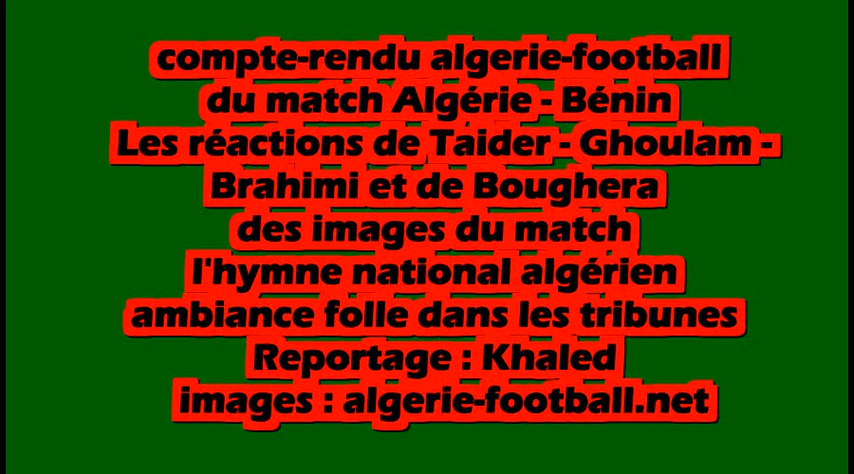 compte-rendu algerie-football
du match Algérie - Bénin
Les réactions de Taider - Ghoulam -
Brahimi et de Boughera
des images du match
l'hymne national algérien
ambiance folle dans les tribunes
Reportage : Khaled
images : algerie-football.net